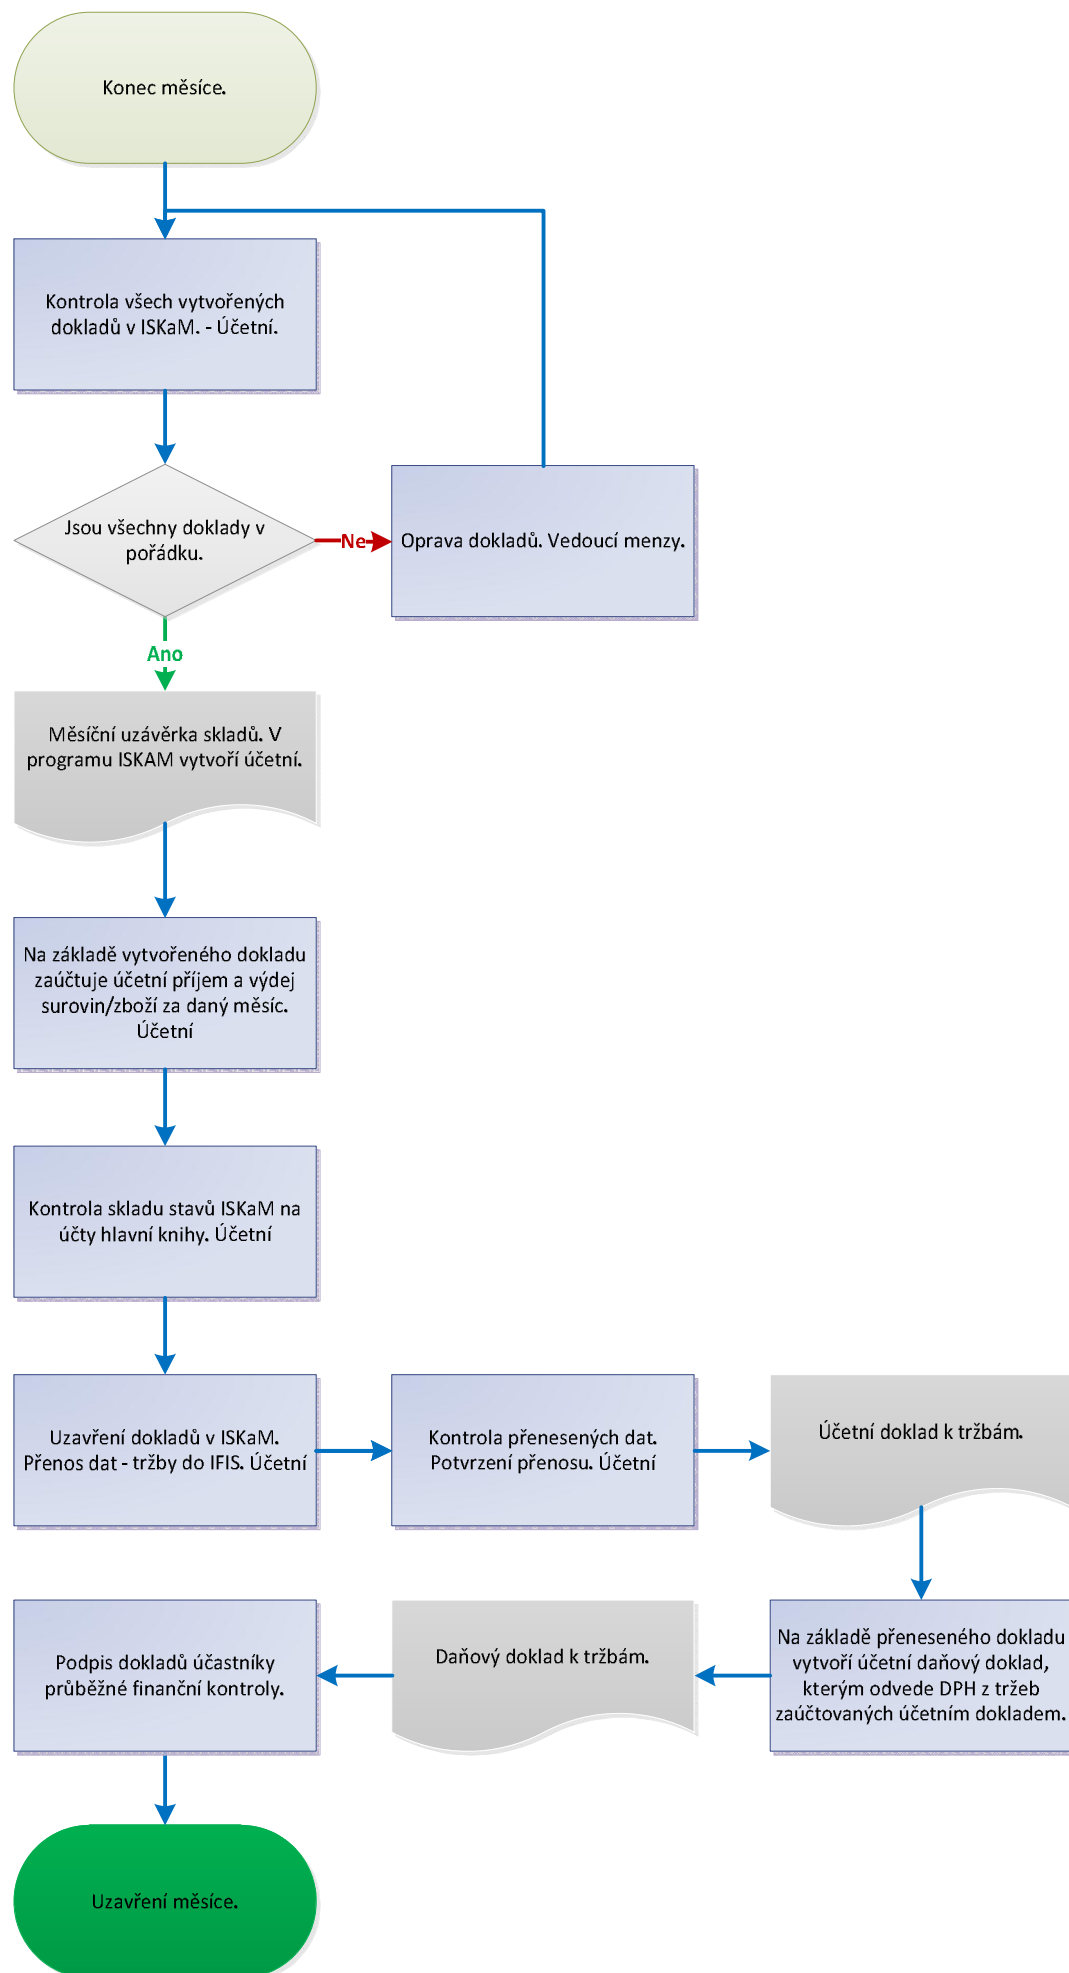 Konec měsíce.
Kontrola všech vytvořených
dokladů v ISKaM. - Účetní.
Jsou všechny doklady v
pořádku.
Ne
Oprava dokladů. Vedoucí menzy.
Ano
Měsíční uzávěrka skladů. V
programu ISKAM vytvoří účetní.
Na základě vytvořeného dokladu
zaúčtuje účetní příjem a výdej
surovin/zboží za daný měsíc.
Účetní
Kontrola skladu stavů ISKaM na
účty hlavní knihy. Účetní
Uzavření dokladů v ISKaM.
Přenos dat - tržby do IFIS. Účetní
Kontrola přenesených dat.
Potvrzení přenosu. Účetní
Účetní doklad k tržbám.
Na základě přeneseného dokladu
vytvoří účetní daňový doklad,
kterým odvede DPH z tržeb
zaúčtovaných účetním dokladem.
Daňový doklad k tržbám.
Podpis dokladů účastníky
průběžné finanční kontroly.
Uzavření měsíce.